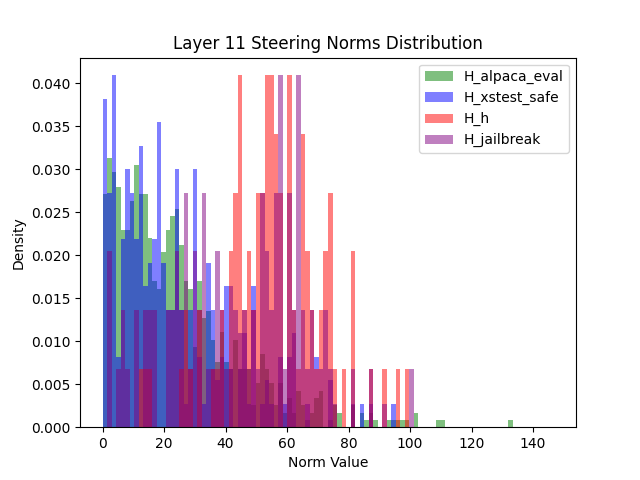 Layer 11 Steering Norms Distribution
H_alpaca_eval
H_xstest_safe
H_h
H_jailbreak
0.040
0.035
0.030
0.025
0.020
0.015
0.010
0.005
0.000
Density
0 20 40 60 80 100 120 140
Norm Value